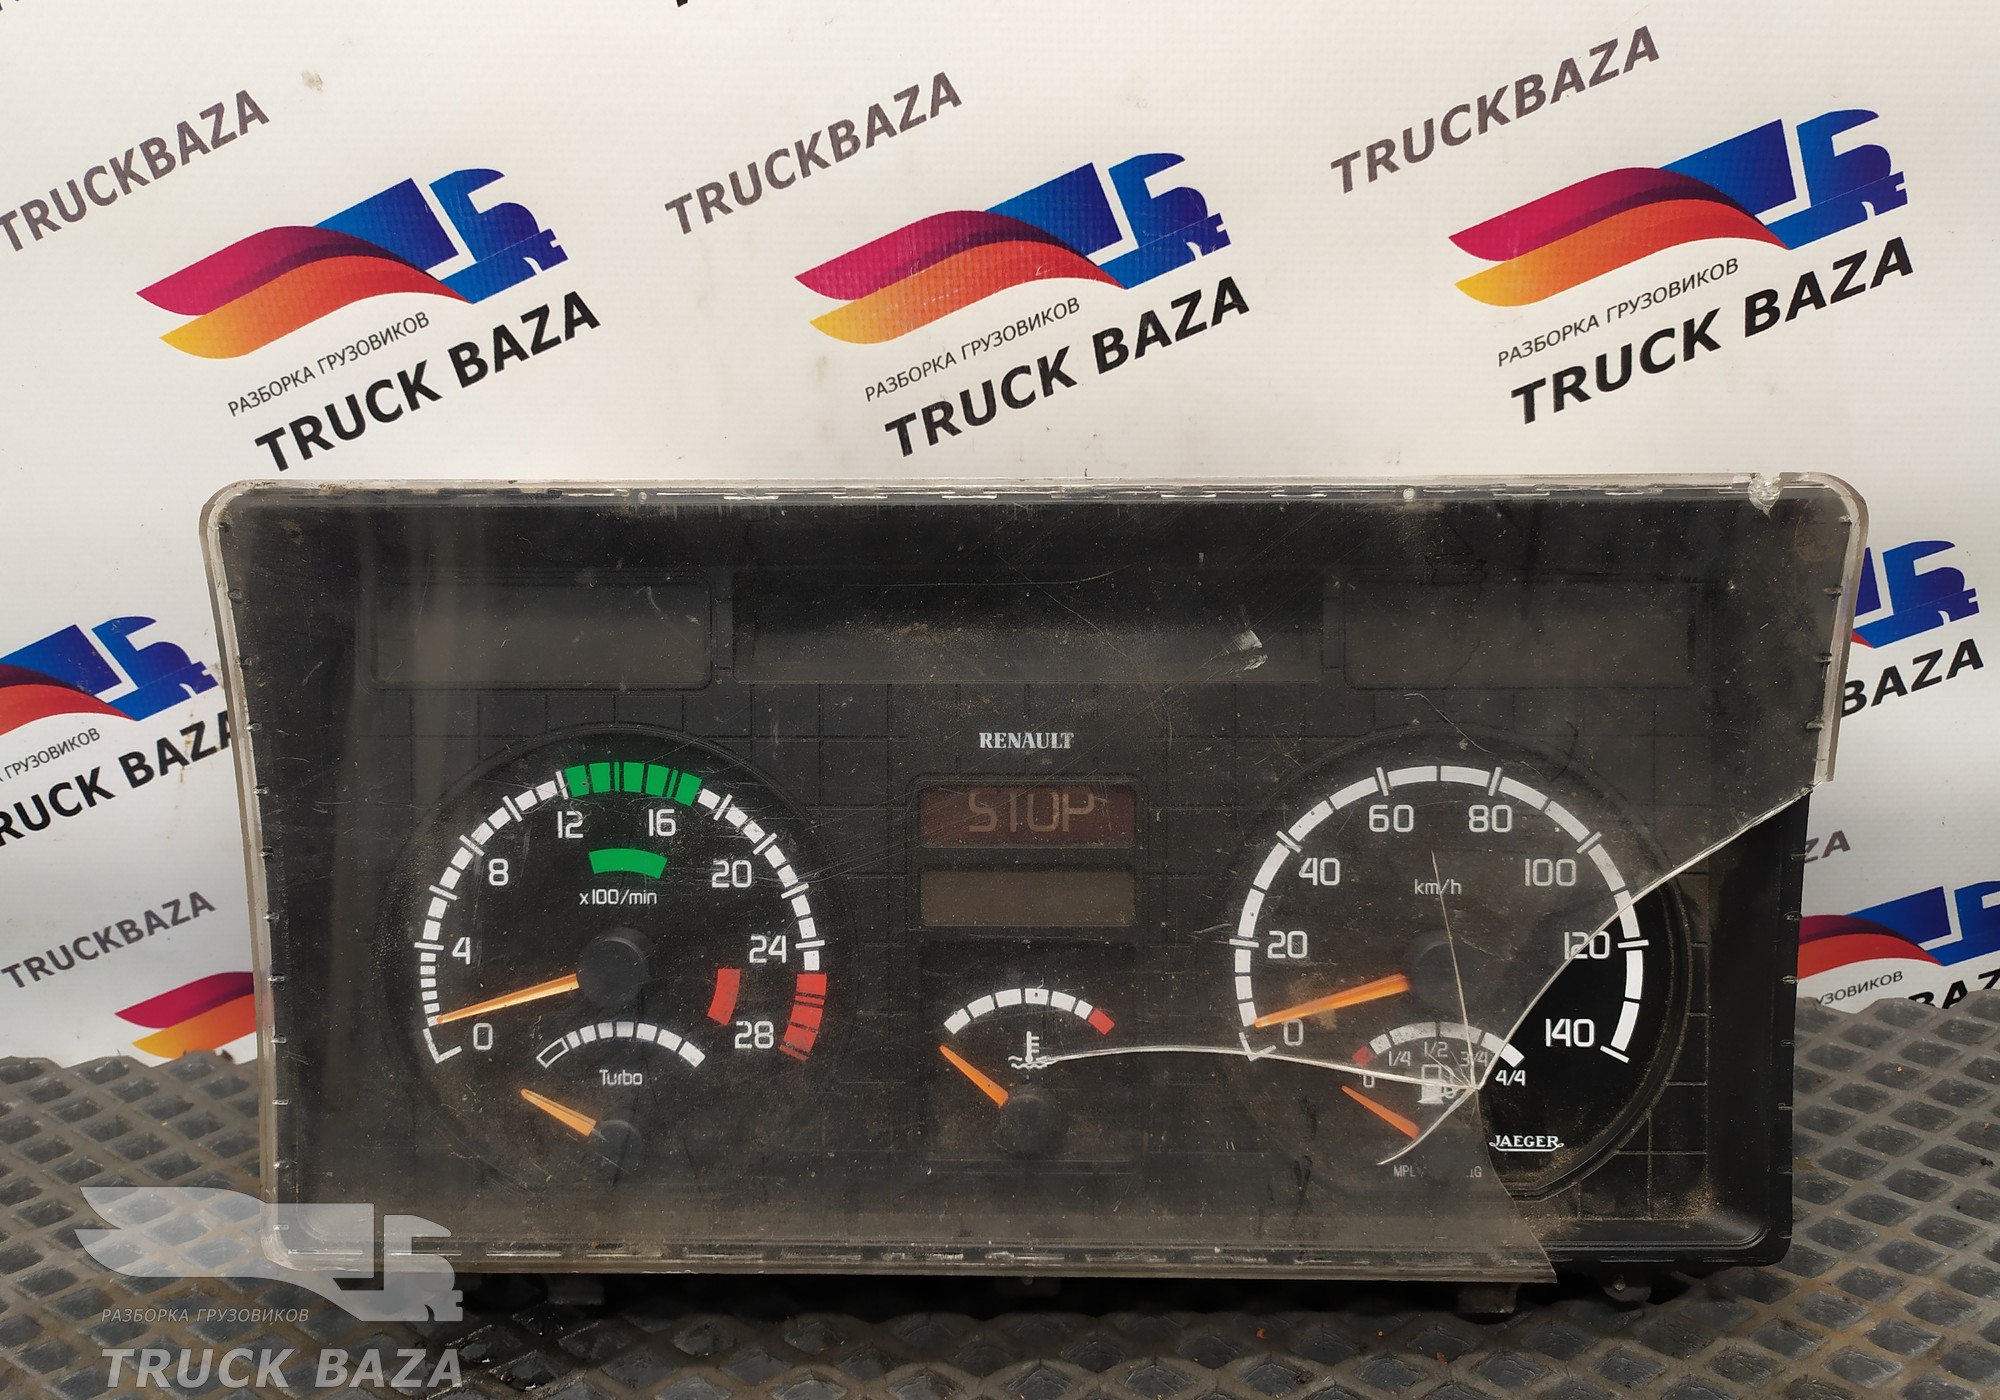 TRUCKBAZA
TRUCKBAZA
TRUCKBAZA
РАЗБОРКА ГРУЗОВИКОВ
TRUCK BAZA
РАЗБОРКА ГРУЗОВИКОВ
TRUCK BAZA
РАЗБОРКА ГРУЗОВИКОВ
TRUCK BAZA
ГРУЗОВИКОВ
BAZA
TRUCKBAZA
RENAULT
STOP
0
4
8
12
16
20
24
28
x100/min
Turbo
0
20
40
60
80
100
120
140
km/h
0
1/4
1/2
3/4
4/4
JAEGER
РАЗБОРКА ГРУЗОВИКОВ
TRUCK BAZA